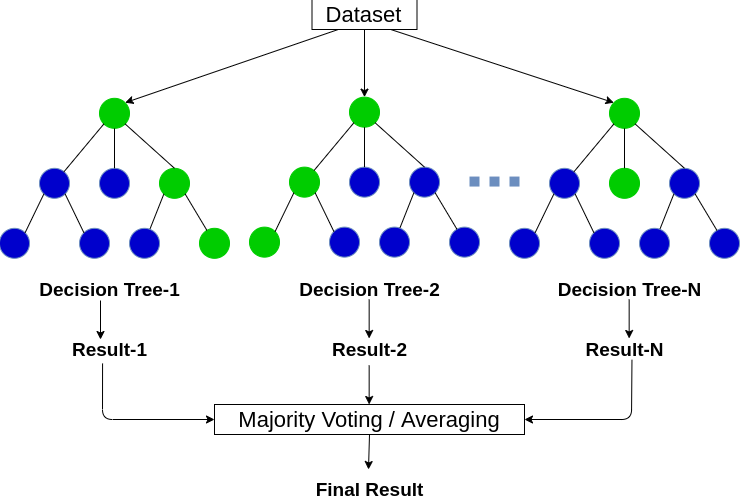 Dataset
Decision Tree-1
Decision Tree-2
Decision Tree-N
Result-1
Result-2
Result-N
Majority Voting / Averaging
Final Result